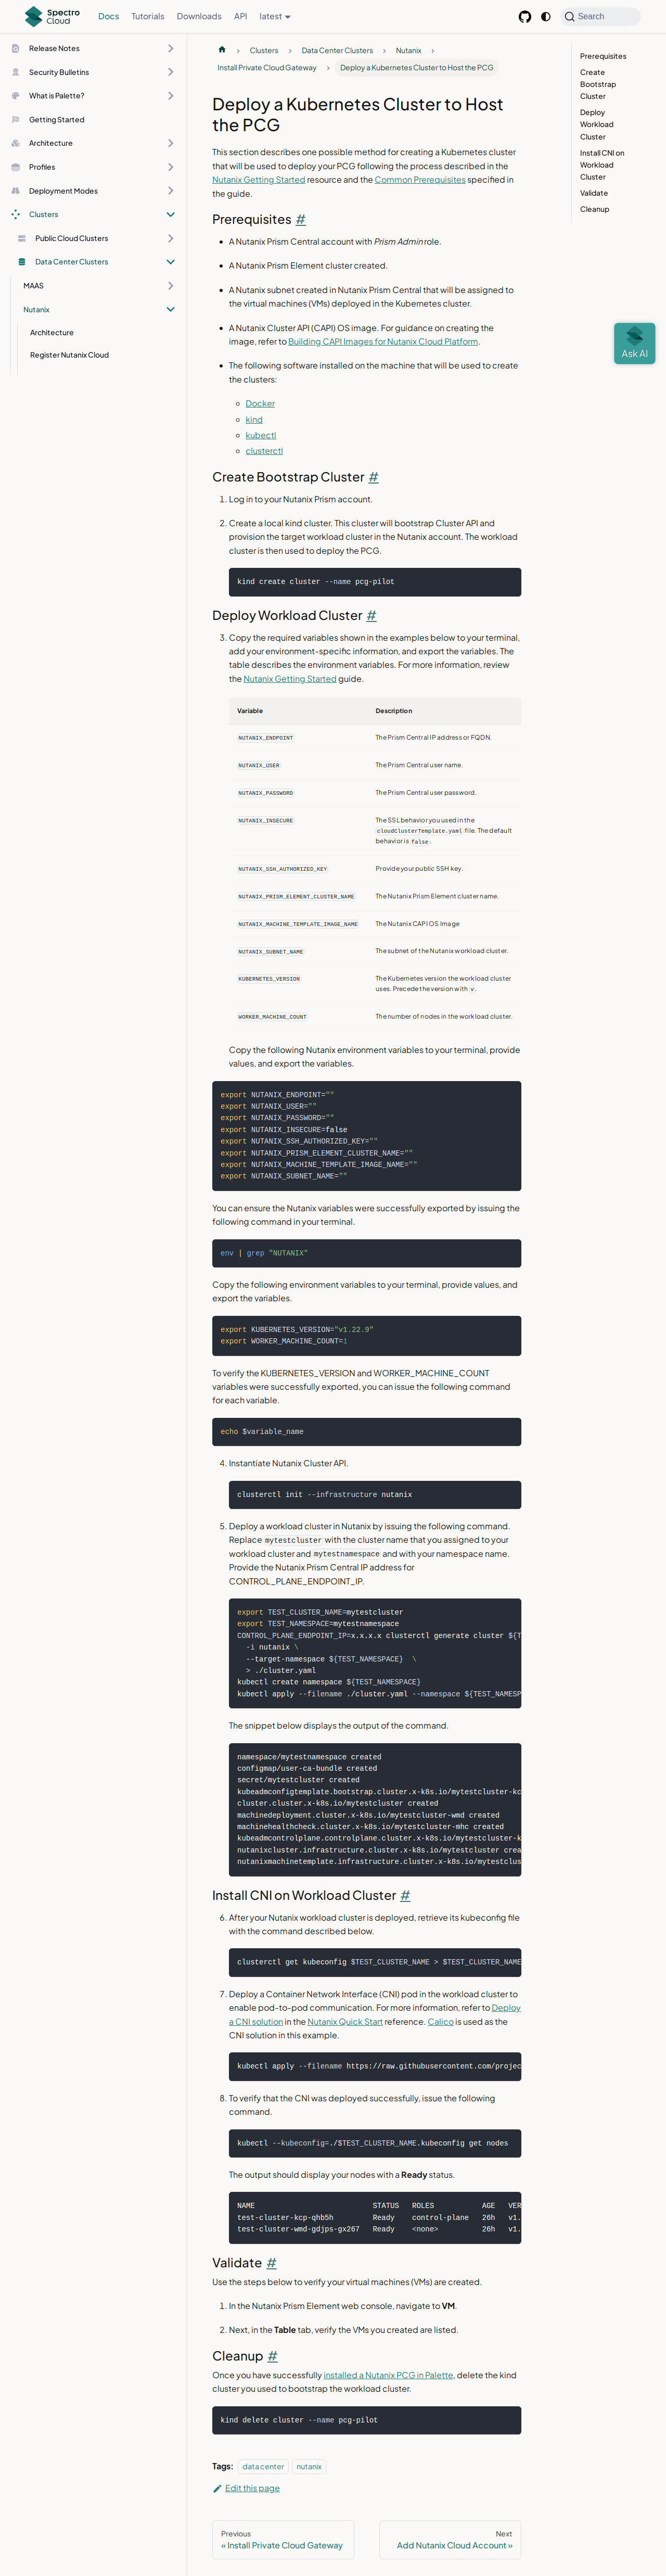 Spectro
Cloud
Docs
Tutorials
Downloads
API
latest
Search
Release Notes
Security Bulletins
What is Palette?
Getting Started
Architecture
Profiles
Deployment Modes
Clusters
Public Cloud Clusters
Data Center Clusters
MAAS
Nutanix
Architecture
Register Nutanix Cloud
Clusters
Data Center Clusters
Nutanix
Install Private Cloud Gateway
Deploy a Kubernetes Cluster to Host the PCG
Deploy a Kubernetes Cluster to Host
the PCG
This section describes one possible method for creating a Kubernetes cluster
that will be used to deploy your PCG following the process described in the
Nutanix Getting Started resource and the Common Prerequisites specified in
the guide.
Prerequisites #
• A Nutanix Prism Central account with Prism Admin role.
• A Nutanix Prism Element cluster created.
• A Nutanix subnet created in Nutanix Prism Central that will be assigned to
the virtual machines (VMs) deployed in the Kubernetes cluster.
• A Nutanix Cluster API (CAPI) OS image. For guidance on creating the
image, refer to Building CAPI Images for Nutanix Cloud Platform.
• The following software installed on the machine that will be used to create
the clusters:
◦ Docker
◦ kind
◦ kubectl
◦ clusterctl
Create Bootstrap Cluster #
1. Log in to your Nutanix Prism account.
2. Create a local kind cluster. This cluster will bootstrap Cluster API and
provision the target workload cluster in the Nutanix account. The workload
cluster is then used to deploy the PCG.
kind create cluster --name pcg-pilot
Deploy Workload Cluster #
3. Copy the required variables shown in the examples below to your terminal,
add your environment-specific information, and export the variables. The
table describes the environment variables. For more information, review
the Nutanix Getting Started guide.
Variable Description
NUTANIX_ENDPOINT The Prism Central IP address or FQDN.
NUTANIX_USER The Prism Central user name.
NUTANIX_PASSWORD The Prism Central user password.
NUTANIX_INSECURE The SSL behavior you used in the
cloudClusterTemplate.yaml file. The default
behavior is false.
NUTANIX_SSH_AUTHORIZED_KEY Provide your public SSH key.
NUTANIX_PRISM_ELEMENT_CLUSTER_NAME The Nutanix Prism Element cluster name.
NUTANIX_MACHINE_TEMPLATE_IMAGE_NAME The Nutanix CAPI OS Image
NUTANIX_SUBNET_NAME The subnet of the Nutanix workload cluster.
KUBERNETES_VERSION The Kubernetes version the workload cluster
uses. Precede the version with v.
WORKER_MACHINE_COUNT The number of nodes in the workload cluster.
Copy the following Nutanix environment variables to your terminal, provide
values, and export the variables.
export NUTANIX_ENDPOINT=""
export NUTANIX_USER=""
export NUTANIX_PASSWORD=""
export NUTANIX_INSECURE=false
export NUTANIX_SSH_AUTHORIZED_KEY=""
export NUTANIX_PRISM_ELEMENT_CLUSTER_NAME=""
export NUTANIX_MACHINE_TEMPLATE_IMAGE_NAME=""
export NUTANIX_SUBNET_NAME=""
You can ensure the Nutanix variables were successfully exported by issuing the
following command in your terminal.
env | grep "NUTANIX"
Copy the following environment variables to your terminal, provide values, and
export the variables.
export KUBERNETES_VERSION="v1.22.9"
export WORKER_MACHINE_COUNT=1
To verify the KUBERNETES_VERSION and WORKER_MACHINE_COUNT
variables were successfully exported, you can issue the following command
for each variable.
echo $variable_name
4. Instantiate Nutanix Cluster API.
clusterctl init --infrastructure nutanix
5. Deploy a workload cluster in Nutanix by issuing the following command.
Replace mytestcluster with the cluster name that you assigned to your
workload cluster and mytestnamespace and with your namespace name.
Provide the Nutanix Prism Central IP address for
CONTROL_PLANE_ENDPOINT_IP.
export TEST_CLUSTER_NAME=mytestcluster
export TEST_NAMESPACE=mytestnamespace
CONTROL_PLANE_ENDPOINT_IP=x.x.x.x clusterctl generate cluster ${T
-i nutanix \
--target-namespace ${TEST_NAMESPACE} \
> ./cluster.yaml
kubectl create namespace ${TEST_NAMESPACE}
kubectl apply --filename ./cluster.yaml --namespace ${TEST_NAMESP
The snippet below displays the output of the command.
namespace/mytestnamespace created
configmap/user-ca-bundle created
secret/mytestcluster created
kubeadmconfigtemplate.bootstrap.cluster.x-k8s.io/mytestcluster-kc
cluster.cluster.x-k8s.io/mytestcluster created
machinedeployment.cluster.x-k8s.io/mytestcluster-wmd created
machinehealthcheck.cluster.x-k8s.io/mytestcluster-mhc created
kubeadmcontrolplane.controlplane.cluster.x-k8s.io/mytestcluster-k
nutanixcluster.infrastructure.cluster.x-k8s.io/mytestcluster crea
nutanixmachinetemplate.infrastructure.cluster.x-k8s.io/mytestclus
Install CNI on Workload Cluster #
6. After your Nutanix workload cluster is deployed, retrieve its kubeconfig file
with the command described below.
clusterctl get kubeconfig $TEST_CLUSTER_NAME > $TEST_CLUSTER_NAME
7. Deploy a Container Network Interface (CNI) pod in the workload cluster to
enable pod-to-pod communication. For more information, refer to Deploy
a CNI solution in the Nutanix Quick Start reference. Calico is used as the
CNI solution in this example.
kubectl apply --filename https://raw.githubusercontent.com/projec
8. To verify that the CNI was deployed successfully, issue the following
command.
kubectl --kubeconfig=./$TEST_CLUSTER_NAME.kubeconfig get nodes
The output should display your nodes with a Ready status.
NAME STATUS ROLES AGE VER
test-cluster-kcp-qhb5h Ready control-plane 26h v1.
test-cluster-wmd-gdjps-gx267 Ready <none> 26h v1.
Validate #
Use the steps below to verify your virtual machines (VMs) are created.
1. In the Nutanix Prism Element web console, navigate to VM.
2. Next, in the Table tab, verify the VMs you created are listed.
Cleanup #
Once you have successfully installed a Nutanix PCG in Palette, delete the kind
cluster you used to bootstrap the workload cluster.
kind delete cluster --name pcg-pilot
Tags: data center nutanix
Edit this page
Previous
« Install Private Cloud Gateway
Next
Add Nutanix Cloud Account »
Prerequisites
Create
Bootstrap
Cluster
Deploy
Workload
Cluster
Install CNI on
Workload
Cluster
Validate
Cleanup
Ask AI